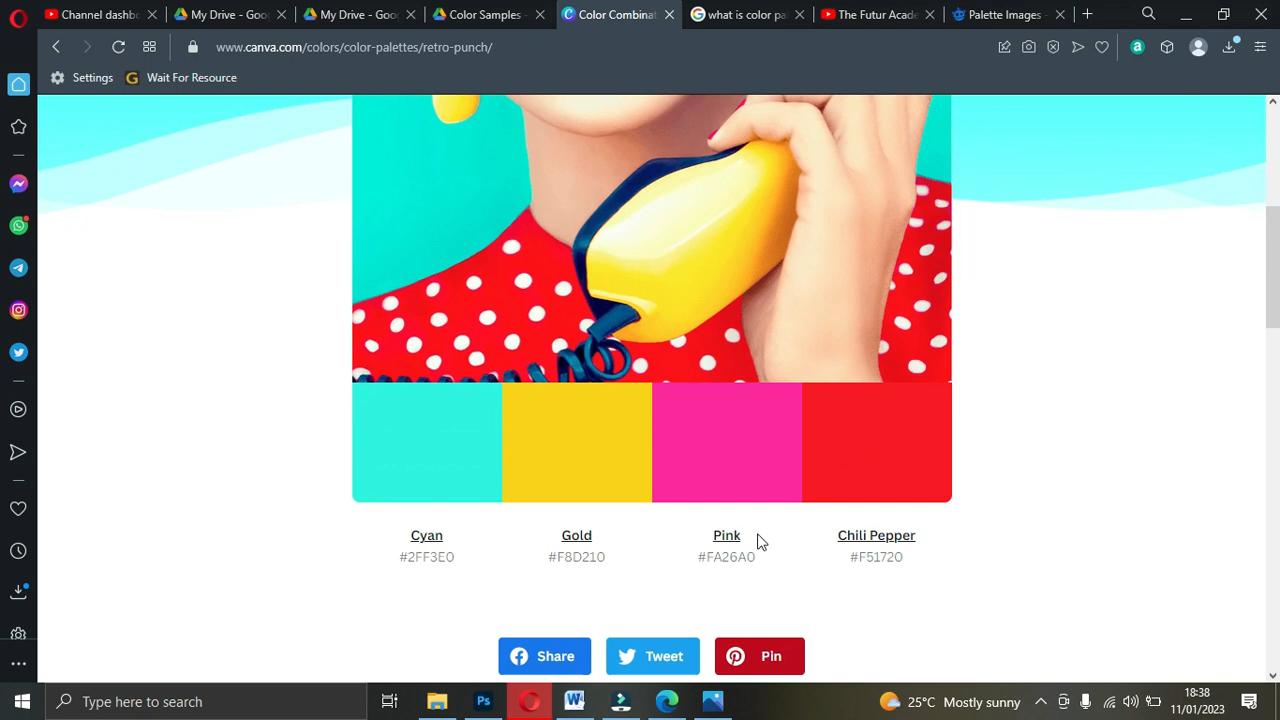 Channel dashbo
My Drive - Goo
My Drive - Goo
Color Samples -
Color Combinat
what is color pa
The Futur Acade
Palette Images -
www.canva.com/colors/color-palettes/retro-punch/
Settings
Wait For Resource
Cyan
Gold
Pink
Chili Pepper
#2FF3E0
#F8D210
#FA26A0
#F51720
Share
Tweet
Pin
Type here to search
25°C Mostly sunny
18:38
11/01/2023